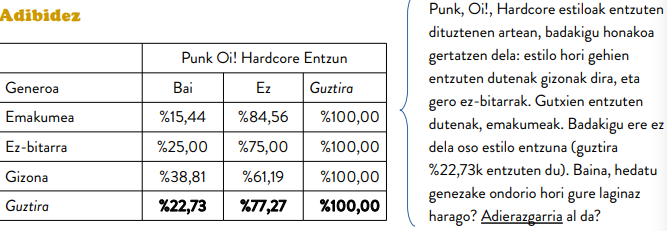 Adibidez
Punk Oi! Hardcore Entzun
Generoa Bai Ez Guztira
Emakumea %15,44 %84,56 %100,00
Ez-bitarra %25,00 %75,00 %100,00
Gizona %38,81 %61,19 %100,00
Guztira %22,73 %77,27 %100,00
Punk, Oi!, Hardcore estiloak entzuten
dituztenen artean, badakigu honakoa
gertatzen dela: estilo hori gehien
entzuten dutenak gizonak dira, eta
gero ez-bitarrak. Gutxien entzuten
dutenak, emakumeak. Badakigu ere ez
dela oso estilo entzuna (guztira
%22,73k entzuten du). Baina, hedatu
genezake ondorio hori gure laginaz
harago? Adierazgarria al da?